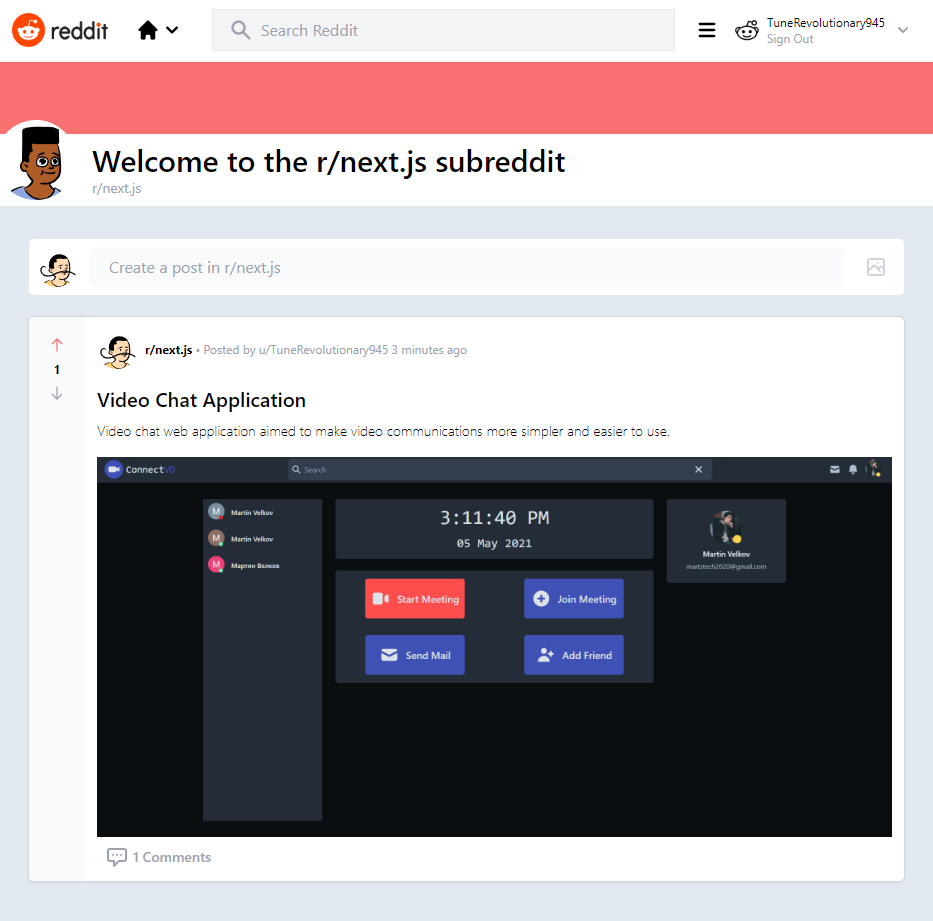 reddit
Search Reddit
TuneRevolutionary945
Sign Out
Welcome to the r/next.js subreddit
r/next.js
Create a post in r/next.js
1
r/next.js • Posted by u/TuneRevolutionary945 3 minutes ago
Video Chat Application
Video chat web application aimed to make video communications more simpler and easier to use.
ConnectVD
Search
M Martin Velkov
M Martin Velkov
M Мартин Велков
3:11:40 PM
05 May 2021
Start Meeting
Join Meeting
Send Mail
Add Friend
Martin Velkov
martstech2020@gmail.com
1 Comments